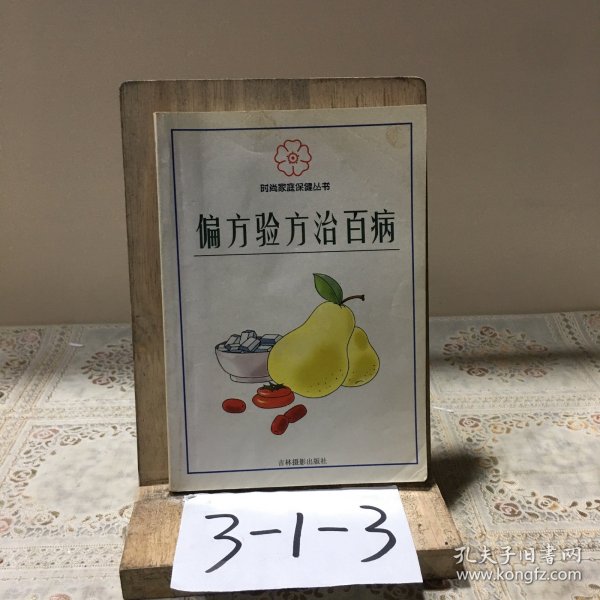 时尚家庭保健丛书
偏方验方治百病
吉林摄影出版社
3-1-3
孔夫子旧书网
www.kongfz.com